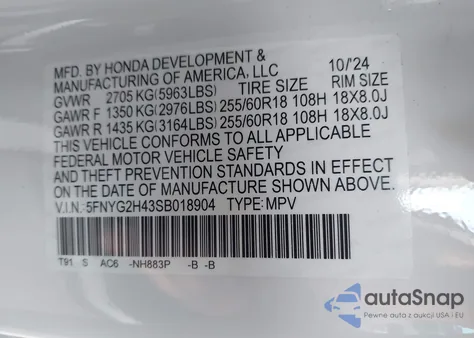 MFD. BY HONDA DEVELOPMENT & 10/'24
MANUFACTURING OF AMERICA, LLC
GVWR 2705 KG(5963LBS) TIRE SIZE RIM SIZE
GAWR F 1350 KG(2976LBS) 255/60R18 108H 18X8.0J
GAWR R 1435 KG(3164LBS) 255/60R18 108H 18X8.0J
THIS VEHICLE CONFORMS TO ALL APPLICABLE
FEDERAL MOTOR VEHICLE SAFETY
AND THEFT PREVENTION STANDARDS IN EFFECT
ON THE DATE OF MANUFACTURE SHOWN ABOVE.
V.I.N.: 5FNYG2H43SB018904 TYPE: MPV
T91 S AC6 -NH883P -B -B
autoSnap
Pewne auta z aukcji USA i EU